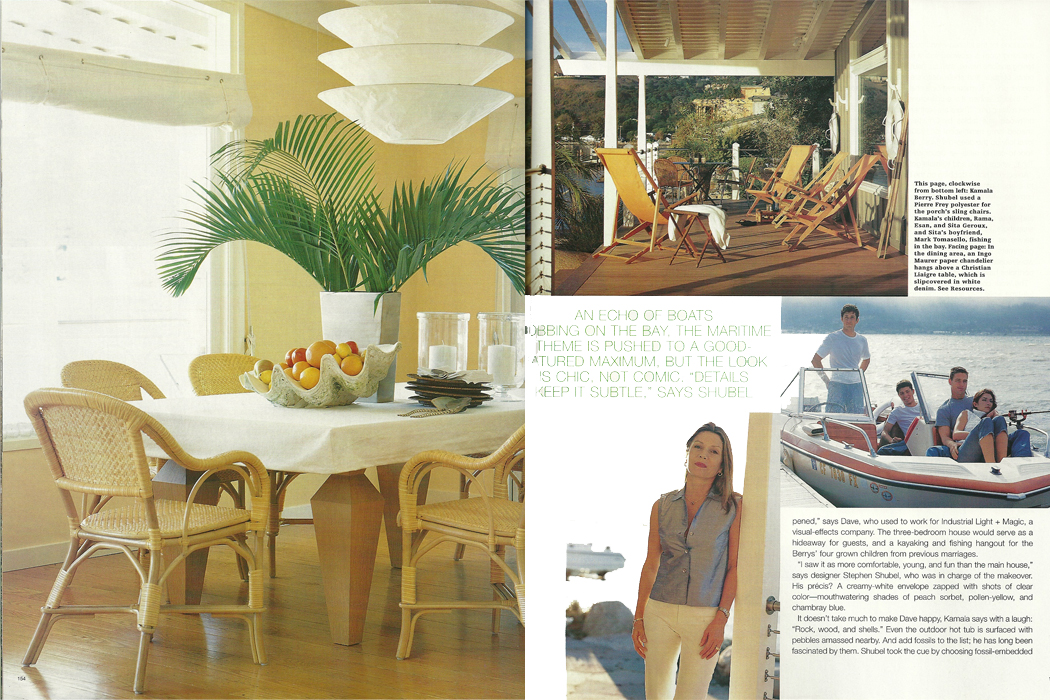 This page, clockwise
from bottom left: Kamala
Berry. Shubel used a
Pierre Frey polyester for
the porch's sling chairs.
Kamala's children, Rama,
Esan, and Sita Geroux,
and Sita's boyfriend,
Mark Tomasello, fishing
in the bay. Facing page: In
the dining area, an Ingo
Maurer paper chandelier
hangs above a Christian
Liaigre table, which is
slipcovered in white
denim. See Resources.
AN ECHO OF BOATS
OBBING ON THE BAY. THE MARITIME
THEME IS PUSHED TO A GOOD-
ATURED MAXIMUM, BUT THE LOOK
IS CHIC, NOT COMIC. "DETAILS
KEEP IT SUBTLE," SAYS SHUBEL
pened," says Dave, who used to work for Industrial Light + Magic, a
visual-effects company. The three-bedroom house would serve as a
hideaway for guests, and a kayaking and fishing hangout for the
Berrys' four grown children from previous marriages.
"I saw it as more comfortable, young, and fun than the main house,"
says designer Stephen Shubel, who was in charge of the makeover.
His précis? A creamy-white envelope zapped with shots of clear
color—mouthwatering shades of peach sorbet, pollen-yellow, and
chambray blue.
It doesn't take much to make Dave happy, Kamala says with a laugh:
"Rock, wood, and shells." Even the outdoor hot tub is surfaced with
pebbles amassed nearby. And add fossils to the list; he has long been
fascinated by them. Shubel took the cue by choosing fossil-embedded
154